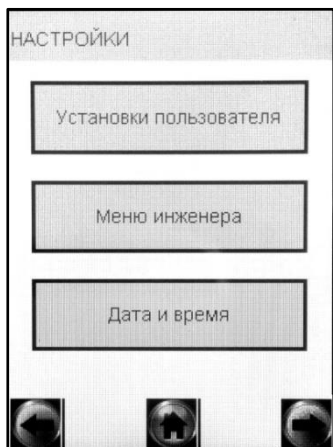 НАСТРОЙКИ
Установки пользователя
Меню инженера
Дата и время